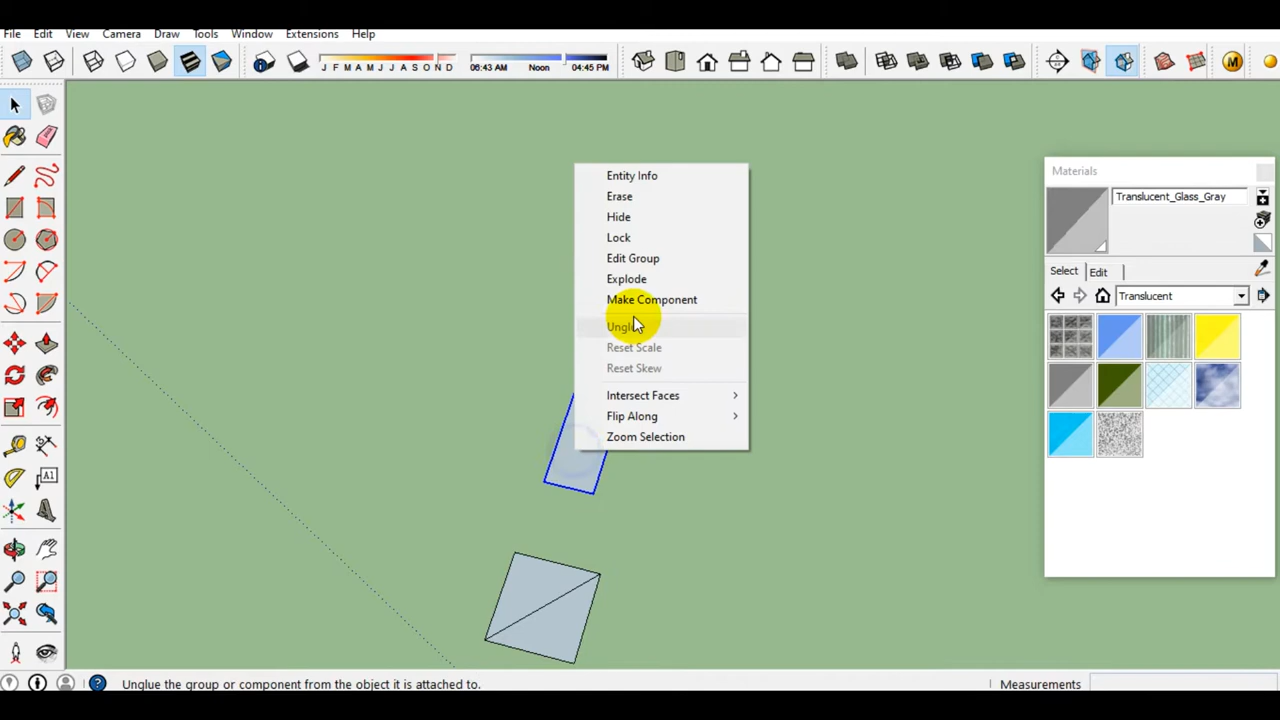 File Edit View Camera Draw Tools Window Extensions Help
J F M A M J J A S O N D
06:43 AM Noon 04:45 PM
M
A1
Entity Info
Erase
Hide
Lock
Edit Group
Explode
Make Component
Unglue
Reset Scale
Reset Skew
Intersect Faces
Flip Along
Zoom Selection
Materials
Translucent_Glass_Gray
Select Edit
Translucent
Unglue the group or component from the object it is attached to.
Measurements